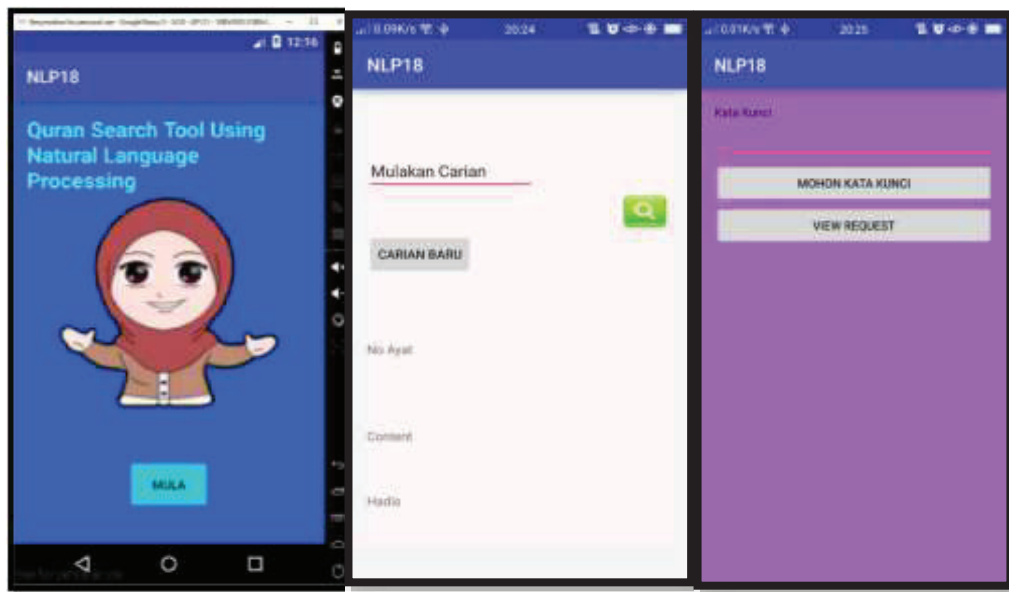 12:16
NLP18
Quran Search Tool Using
Natural Language
Processing
MULA
20:24
NLP18
Mulakan Carian
CARIAN BARU
No Ayat
Content
Hadis
20:25
NLP18
Kata Kunci
MOHON KATA KUNCI
VIEW REQUEST